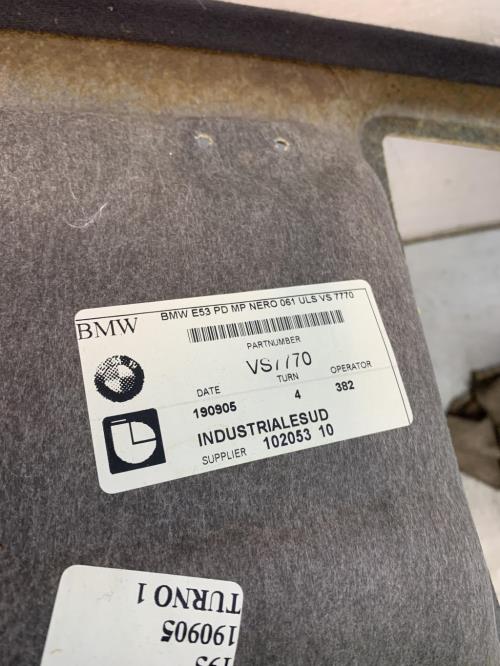 BMW
BMW E53 PD MP NERO 061 ULS VS 7770
PARTNUMBER
VS7770
DATE TURN OPERATOR
190905 4 382
INDUSTRIALESUD
SUPPLIER 102053 10
TURNO 1
190905
195